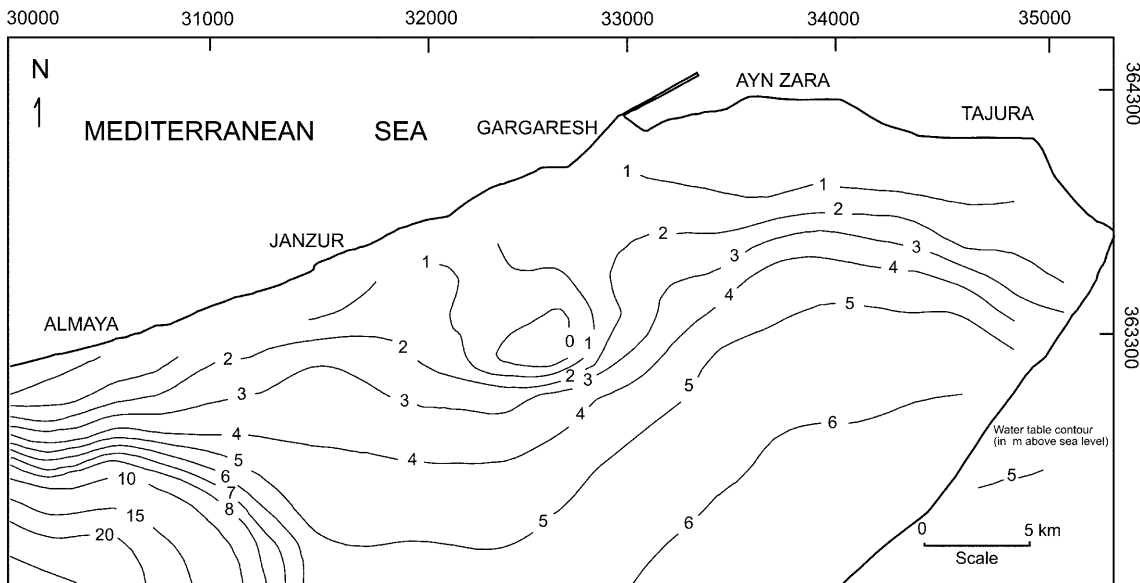 30000 31000 32000 33000 34000 35000
N
364300
AYN ZARA
TAJURA
MEDITERRANEAN SEA
GARGARESH
1
1
2
2
JANZUR
3
3
1
4
4
5
ALMAYA
363300
0 1
2
2
2 3
5
3
3
4
6
4
4
Water table contour
(in m above sea level)
5
6
5
10
7
8
15
5
6
20
0 5 km
Scale